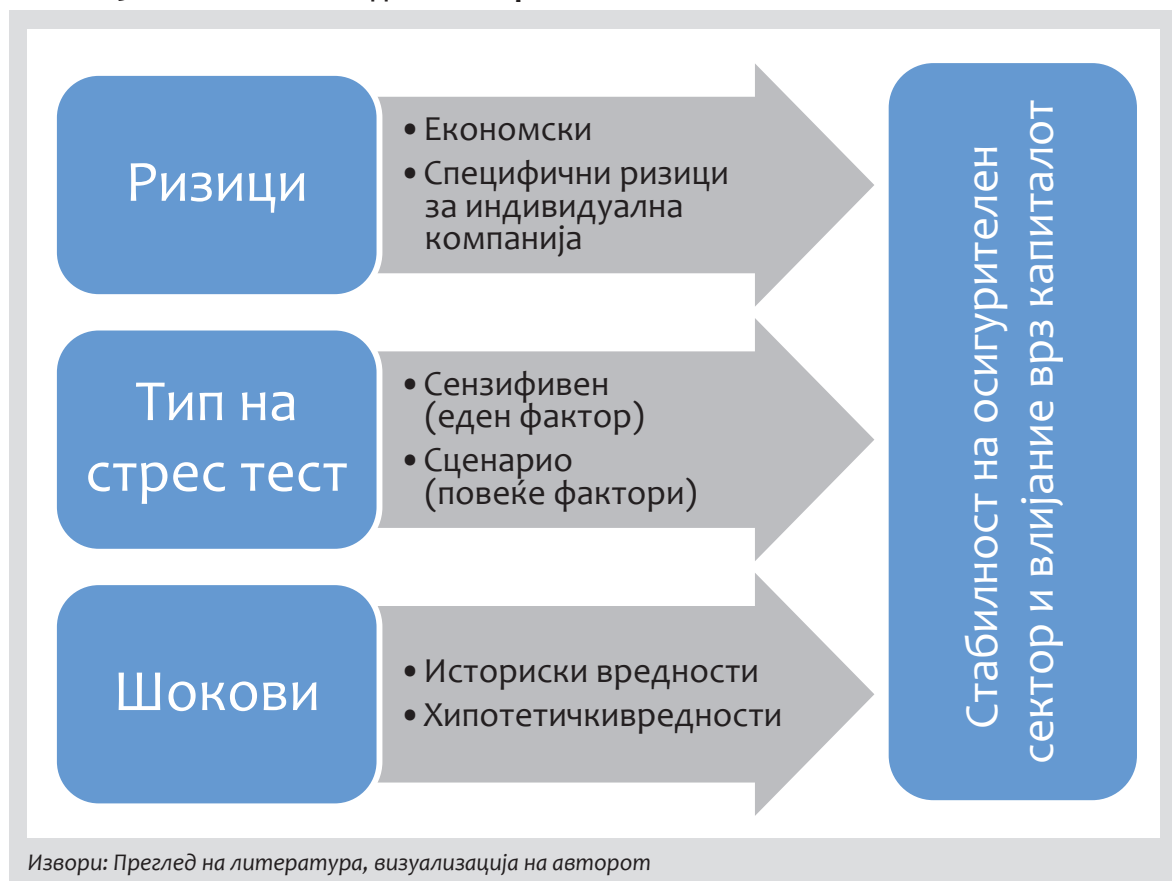 Ризици
• Економски
• Специфични ризици
за индивидуална
компанија
Тип на
стрес тест
• Сензифивен
(еден фактор)
• Сценарио
(повеќе фактори)
Шокови
• Историски вредности
• Хипотетичкивредности
Стабилност на осигурителен
сектор и влијание врз капиталот
Извори: Преглед на литература, визуализација на авторот